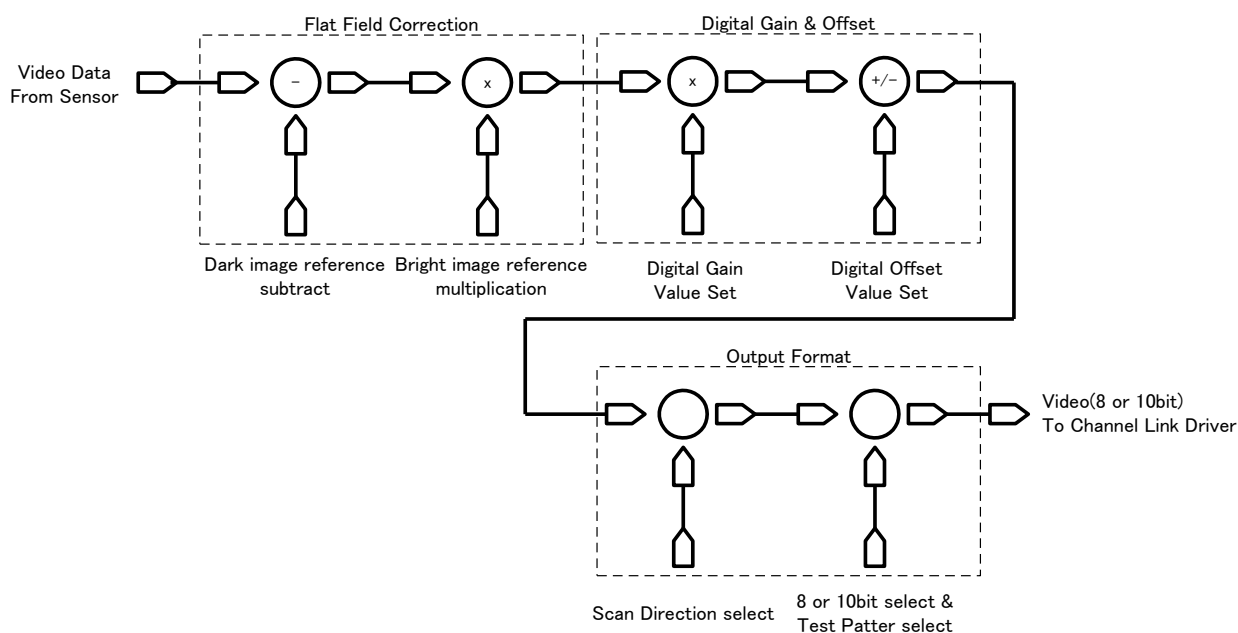 Flat Field Correction
Digital Gain & Offset
Video Data
From Sensor
-
x
x
+/-
Dark image reference
subtract
Bright image reference
multiplication
Digital Gain
Value Set
Digital Offset
Value Set
Output Format
Video(8 or 10bit)
To Channel Link Driver
Scan Direction select
8 or 10bit select &
Test Patter select